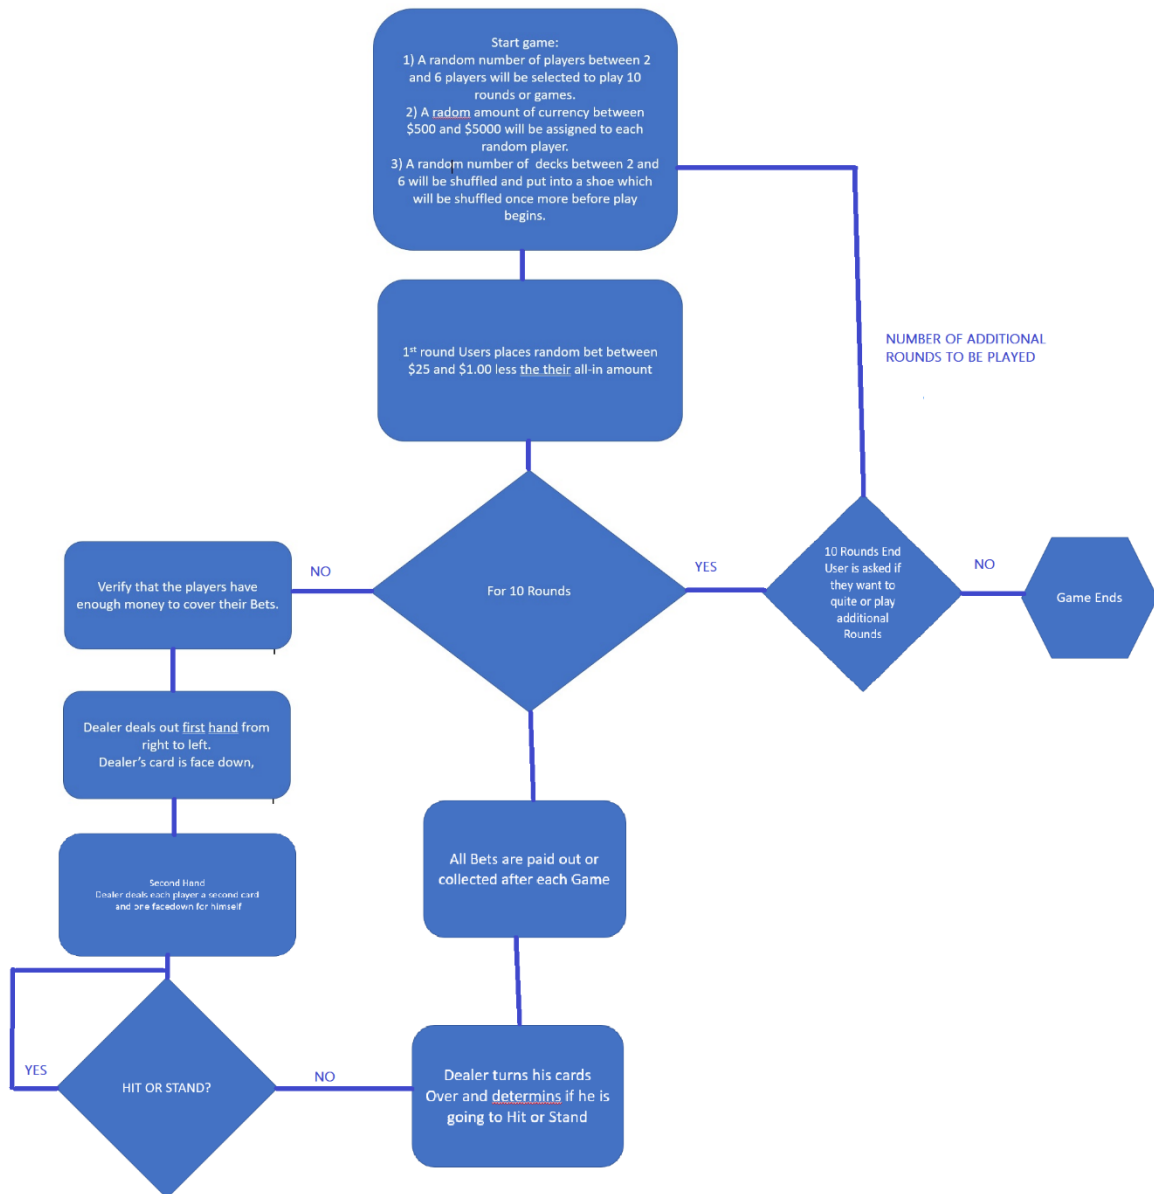 Start game:
1) A random number of players between 2
and 6 players will be selected to play 10
rounds or games.
2) A radom amount of currency between
$500 and $5000 will be assigned to each
random player.
3) A random number of decks between 2 and
6 will be shuffled and put into a shoe which
will be shuffled once more before play
begins.
1st round Users places random bet between
$25 and $1.00 less the their all-in amount
NUMBER OF ADDITIONAL
ROUNDS TO BE PLAYED
Verify that the players have
enough money to cover their Bets.
NO
For 10 Rounds
YES
10 Rounds End
User is asked if
they want to
quite or play
additional
Rounds
NO
Game Ends
Dealer deals out first hand from
right to left.
Dealer's card is face down,
Second Hand
Dealer deals each player a second card
and one facedown for himself
All Bets are paid out or
collected after each Game
YES
HIT OR STAND?
NO
Dealer turns his cards
Over and determins if he is
going to Hit or Stand